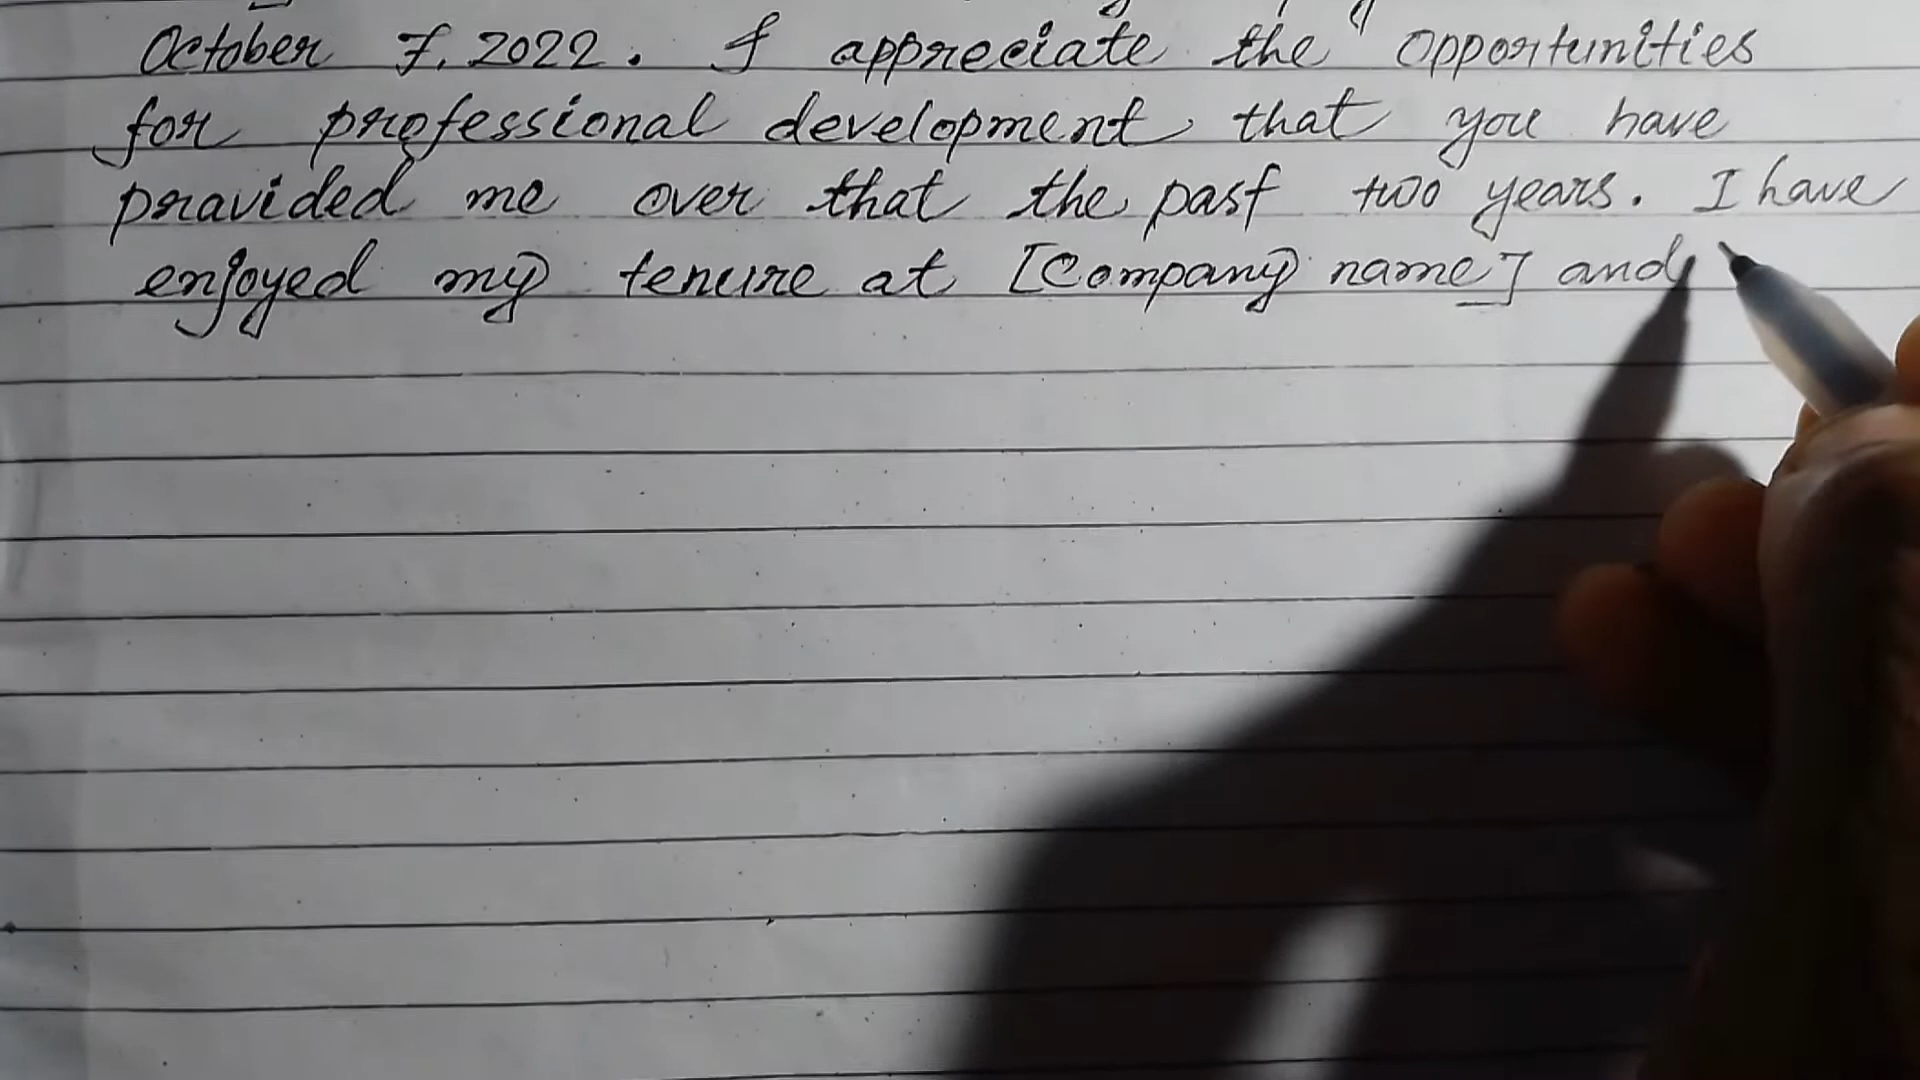 October 7, 2022. I appreciate the opportunities
for professional development that you have
pravided me over that the past two years. I have
enjoyed my tenure at [Company name] and